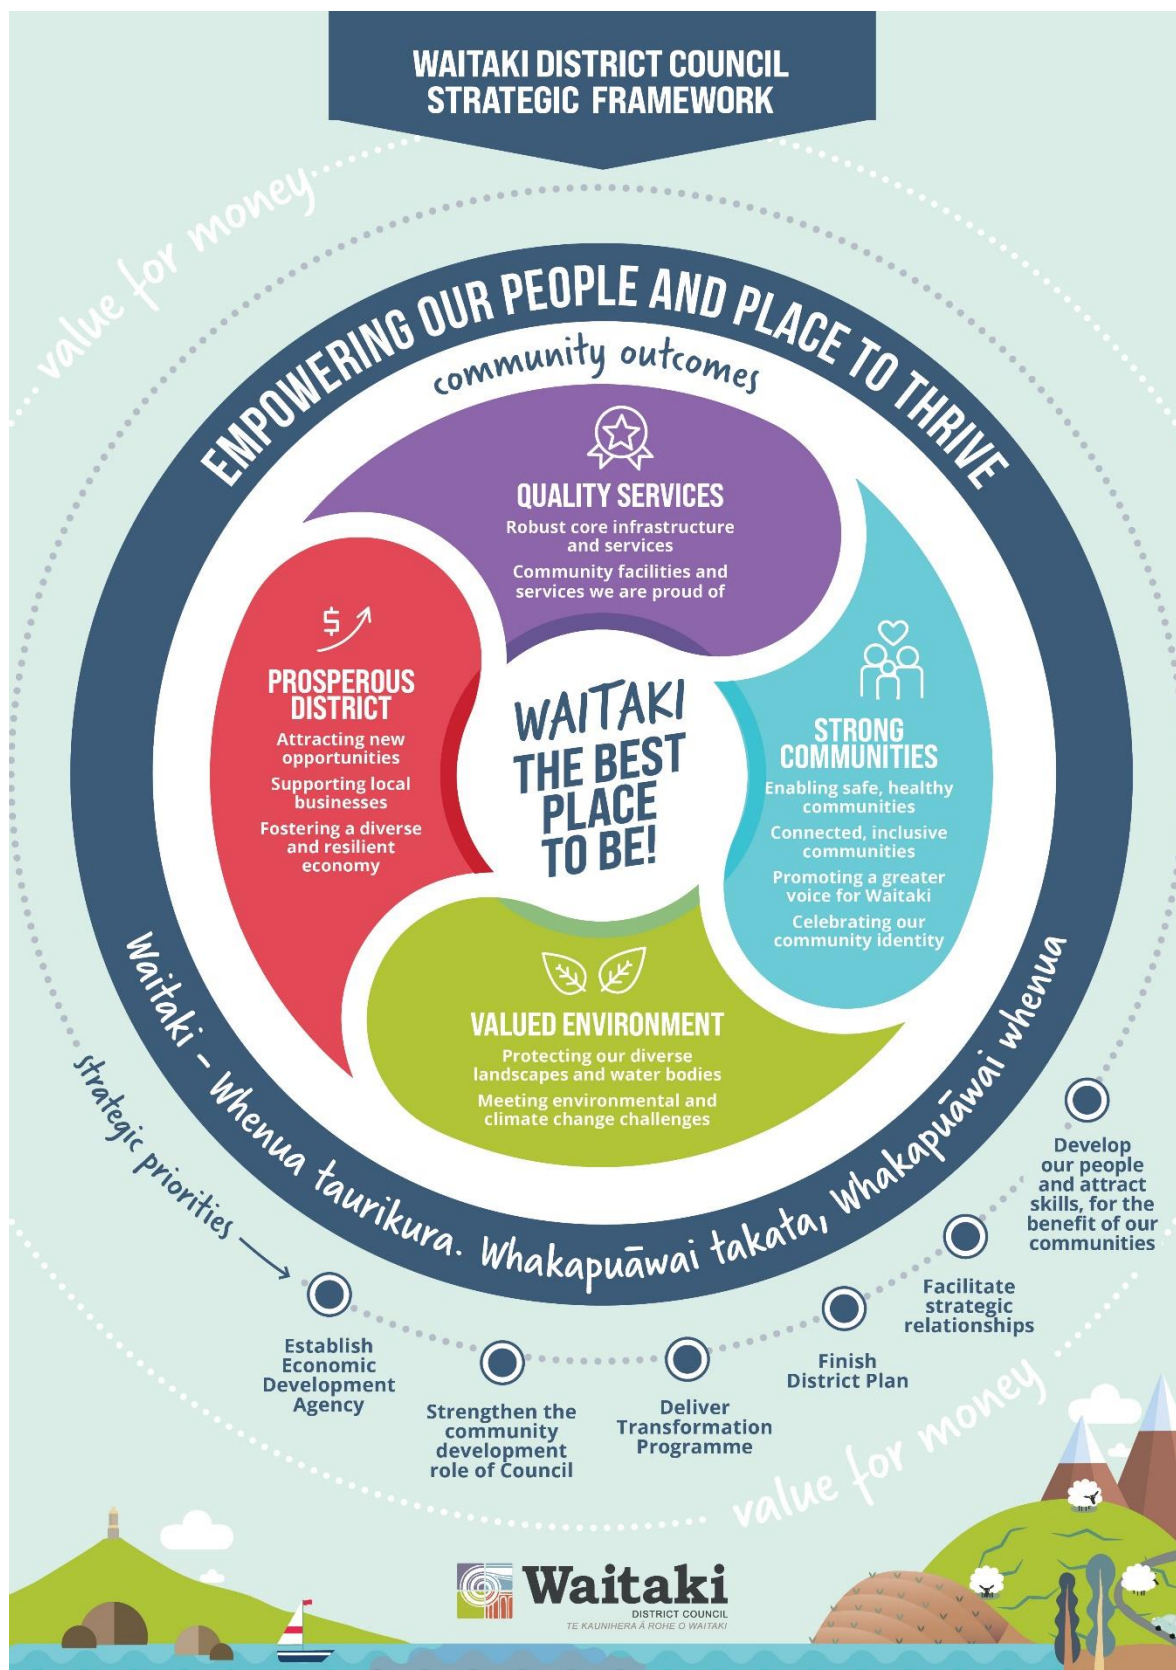 WAITAKI DISTRICT COUNCIL
STRATEGIC FRAMEWORK
value for money
EMPOWERING OUR PEOPLE AND PLACE TO THRIVE
community outcomes
QUALITY SERVICES
Robust core infrastructure
and services
Community facilities and
services we are proud of
PROSPEROUS
DISTRICT
Attracting new
opportunities
Supporting local
businesses
Fostering a diverse
and resilient
economy
WAITAKI
THE BEST
PLACE
TO BE!
STRONG
COMMUNITIES
Enabling safe, healthy
communities
Connected, inclusive
communities
Promoting a greater
voice for Waitaki
Celebrating our
community identity
VALUED ENVIRONMENT
Protecting our diverse
landscapes and water bodies
Meeting environmental and
climate change challenges
Waitaki – Whenua taurikura. Whakapuāwai takata, Whakapuāwai whenua
strategic priorities
Establish
Economic
Development
Agency
Strengthen the
community
development
role of Council
Deliver
Transformation
Programme
Finish
District Plan
Facilitate
strategic
relationships
Develop
our people
and attract
skills, for the
benefit of our
communities
value for money
Waitaki
DISTRICT COUNCIL
TE KAUNIHERA Ā ROHE O WAITAKI